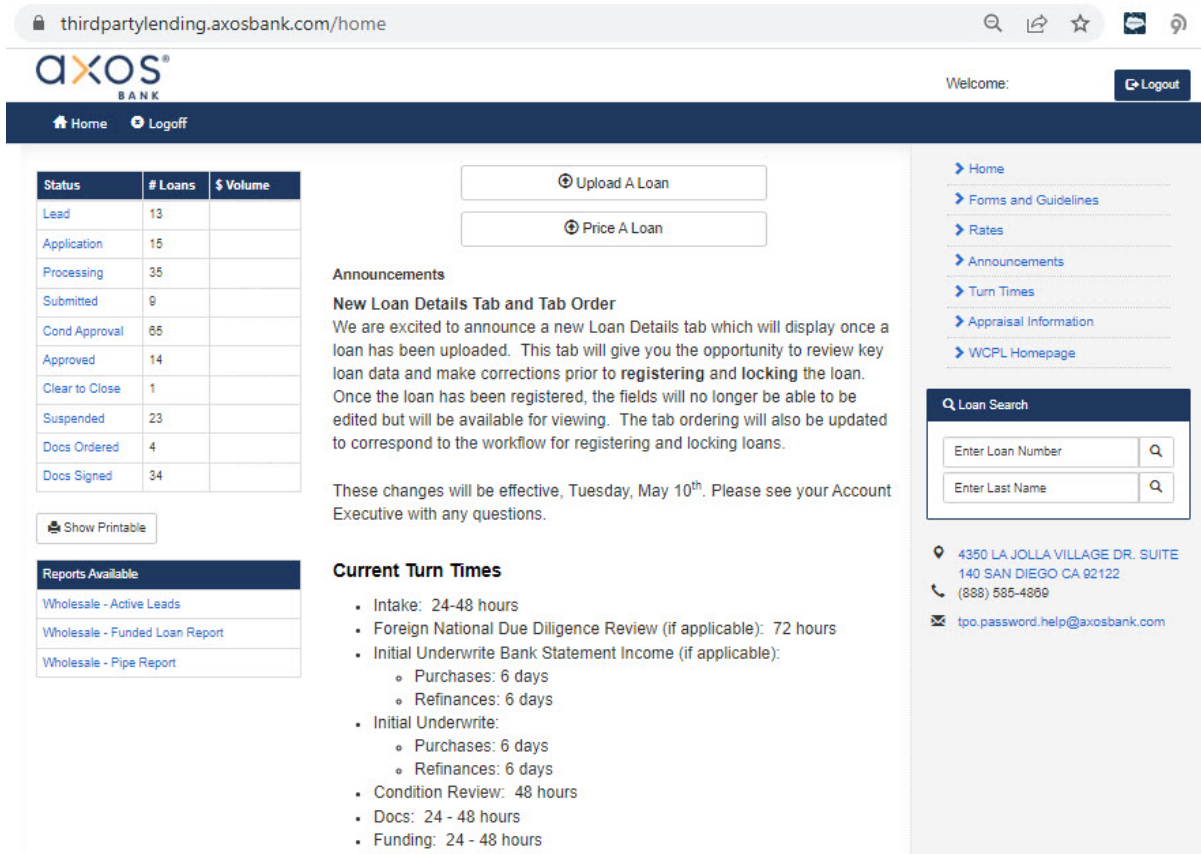 thirdpartylending.axosbank.com/home
axos®
BANK
Welcome:
Logout
Home Logoff
Status # Loans $ Volume
Lead 13
Application 15
Processing 35
Submitted 9
Cond Approval 65
Approved 14
Clear to Close 1
Suspended 23
Docs Ordered 4
Docs Signed 34
Show Printable
Reports Available
Wholesale - Active Leads
Wholesale - Funded Loan Report
Wholesale - Pipe Report
Upload A Loan
Price A Loan
Announcements
New Loan Details Tab and Tab Order
We are excited to announce a new Loan Details tab which will display once a
loan has been uploaded. This tab will give you the opportunity to review key
loan data and make corrections prior to registering and locking the loan.
Once the loan has been registered, the fields will no longer be able to be
edited but will be available for viewing. The tab ordering will also be updated
to correspond to the workflow for registering and locking loans.
These changes will be effective, Tuesday, May 10th. Please see your Account
Executive with any questions.
Current Turn Times
• Intake: 24-48 hours
• Foreign National Due Diligence Review (if applicable): 72 hours
• Initial Underwrite Bank Statement Income (if applicable):
◦ Purchases: 6 days
◦ Refinances: 6 days
• Initial Underwrite:
◦ Purchases: 6 days
◦ Refinances: 6 days
• Condition Review: 48 hours
• Docs: 24 - 48 hours
• Funding: 24 - 48 hours
Home
Forms and Guidelines
Rates
Announcements
Turn Times
Appraisal Information
WCPL Homepage
Loan Search
Enter Loan Number
Enter Last Name
4350 LA JOLLA VILLAGE DR. SUITE
140 SAN DIEGO CA 92122
(888) 585-4869
tpo.password.help@axosbank.com